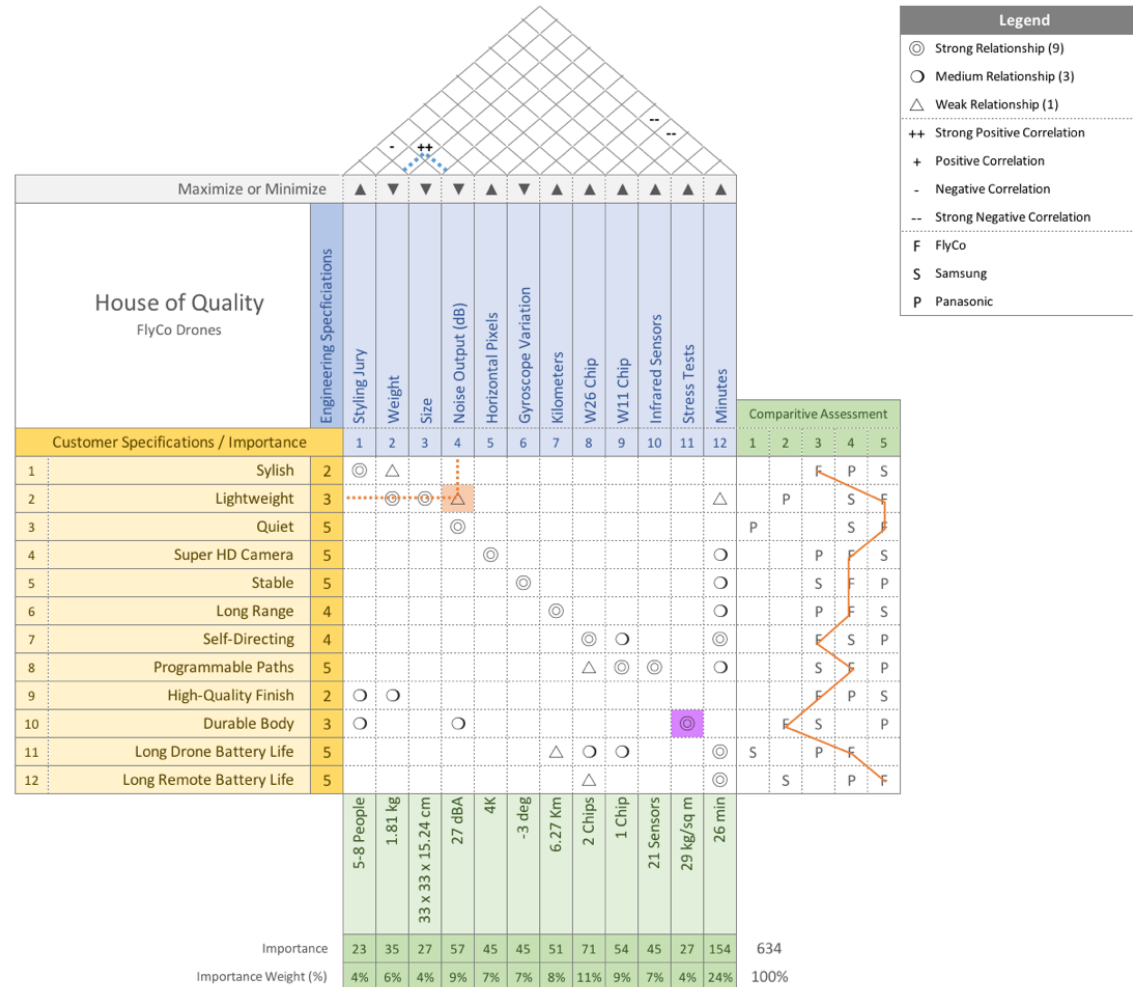 Legend
◎ Strong Relationship (9)
❍ Medium Relationship (3)
△ Weak Relationship (1)
++ Strong Positive Correlation
+ Positive Correlation
- Negative Correlation
-- Strong Negative Correlation
F FlyCo
S Samsung
P Panasonic
--
--
- ++
Maximize or Minimize ▲ ▼ ▼ ▼ ▲ ▼ ▲ ▲ ▲ ▲ ▲ ▲
House of Quality
FlyCo Drones
Engineering Specficiations
Styling Jury
Weight
Size
Noise Output (dB)
Horizontal Pixels
Gyroscope Variation
Kilometers
W26 Chip
W11 Chip
Infrared Sensors
Stress Tests
Minutes
Comparitive Assessment
Customer Specifications / Importance 1 2 3 4 5 6 7 8 9 10 11 12 1 2 3 4 5
1 Sylish 2 ◎ △ F P S
2 Lightweight 3 ◎ ◎ △ △ P S F
3 Quiet 5 ◎ P S F
4 Super HD Camera 5 ◎ ❍ P F S
5 Stable 5 ◎ ❍ S F P
6 Long Range 4 ◎ ❍ P F S
7 Self-Directing 4 ◎ ❍ ◎ F S P
8 Programmable Paths 5 △ ◎ ◎ ❍ S F P
9 High-Quality Finish 2 ❍ ❍ F P S
10 Durable Body 3 ❍ ❍ ◎ F S P
11 Long Drone Battery Life 5 △ ❍ ❍ ◎ S P F
12 Long Remote Battery Life 5 △ ◎ S P F
5-8 People
1.81 kg
33 x 33 x 15.24 cm
27 dBA
4K
-3 deg
6.27 Km
2 Chips
1 Chip
21 Sensors
29 kg/sq m
26 min
Importance 23 35 27 57 45 45 51 71 54 45 27 154 634
Importance Weight (%) 4% 6% 4% 9% 7% 7% 8% 11% 9% 7% 4% 24% 100%